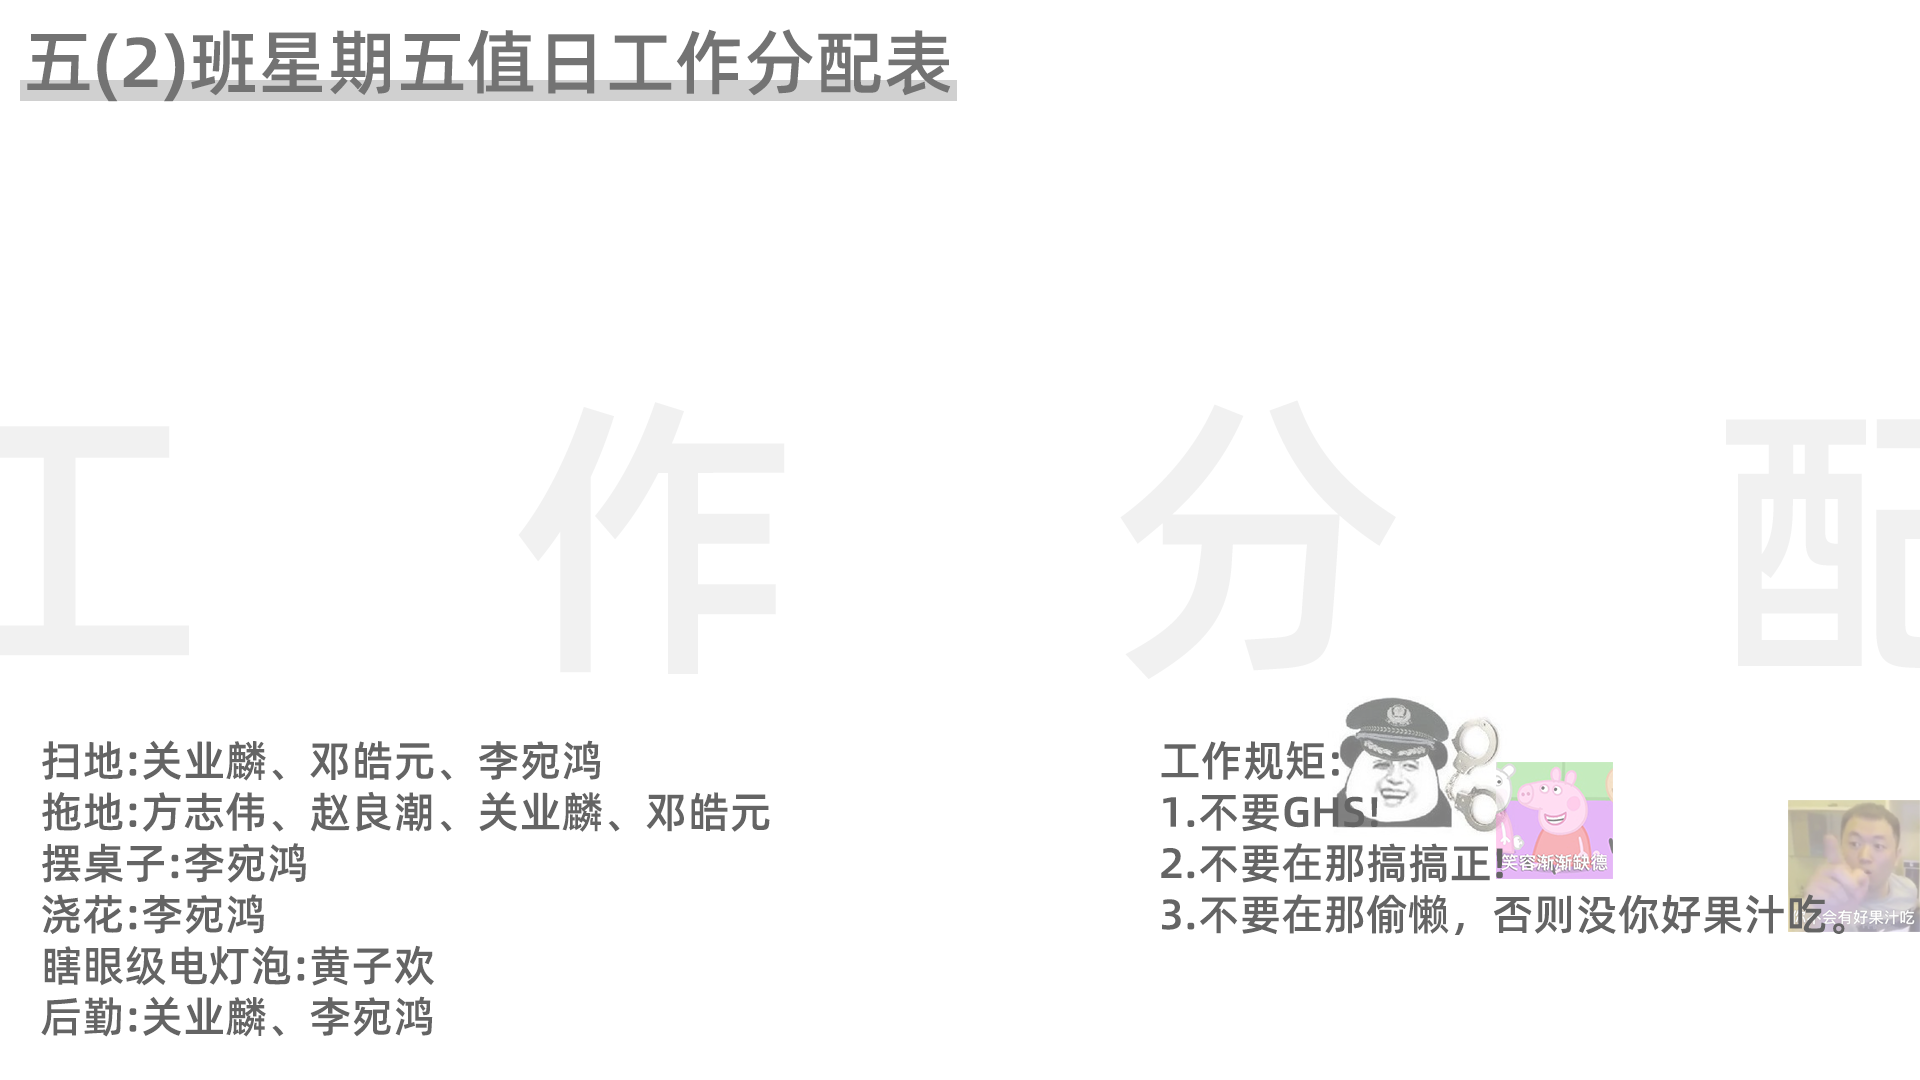 五(2)班星期五值日工作分配表
工作分配
扫地:关业麟、邓皓元、李宛鸿
拖地:方志伟、赵良潮、关业麟、邓皓元
摆桌子:李宛鸿
浇花:李宛鸿
瞎眼级电灯泡:黄子欢
后勤:关业麟、李宛鸿
工作规矩:
1.不要GHS!
2.不要在那搞搞正!
笑容渐渐缺德
3.不要在那偷懒，否则没你好果汁吃。
会有好果汁吃